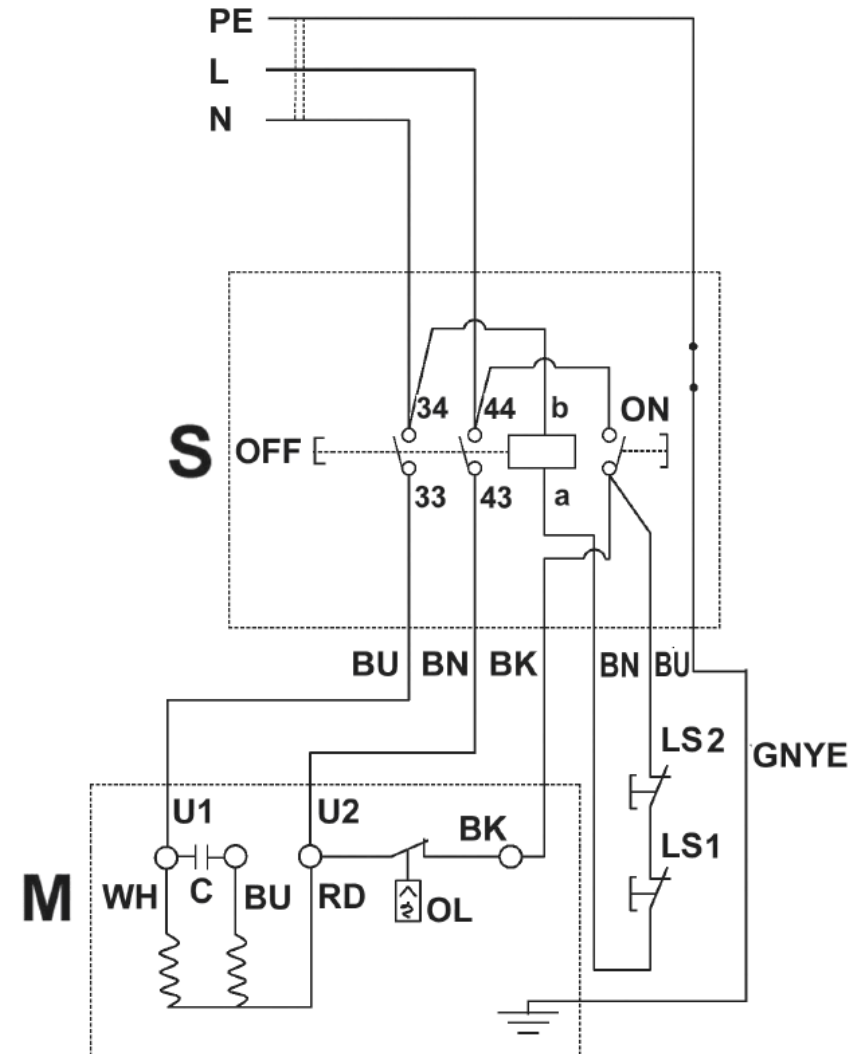 PE
L
N
34 44 b ON
S OFF
33 43 a
BU BN BK BN BU
LS2
GNYE
U1 U2 BK
LS1
M WH C BU RD OL